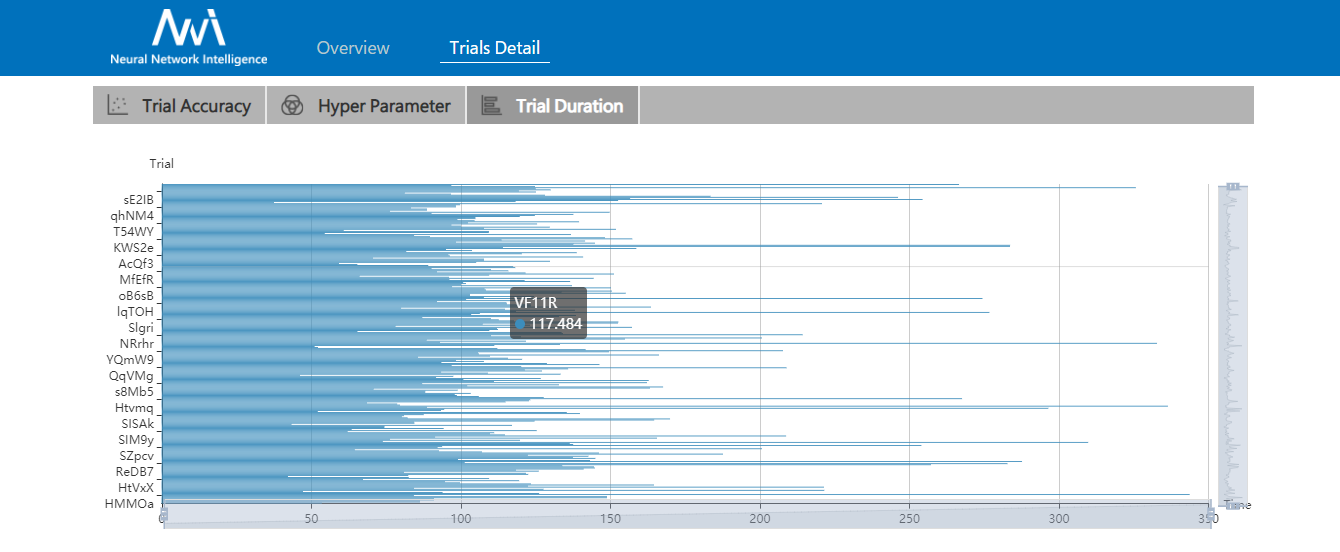 NNI
Neural Network Intelligence
Overview
Trials Detail
Trial Accuracy
Hyper Parameter
Trial Duration
Trial
sE2IB
qhNM4
T54WY
KWS2e
AcQf3
MfEfR
oB6sB
lqTOH
Slgri
NRrhr
YQmW9
QqVMg
s8Mb5
Htvmq
SISAk
SIM9y
SZpcv
ReDB7
HtVxX
HMMOa
VF11R
117.484
0
50
100
150
200
250
300
350
Time